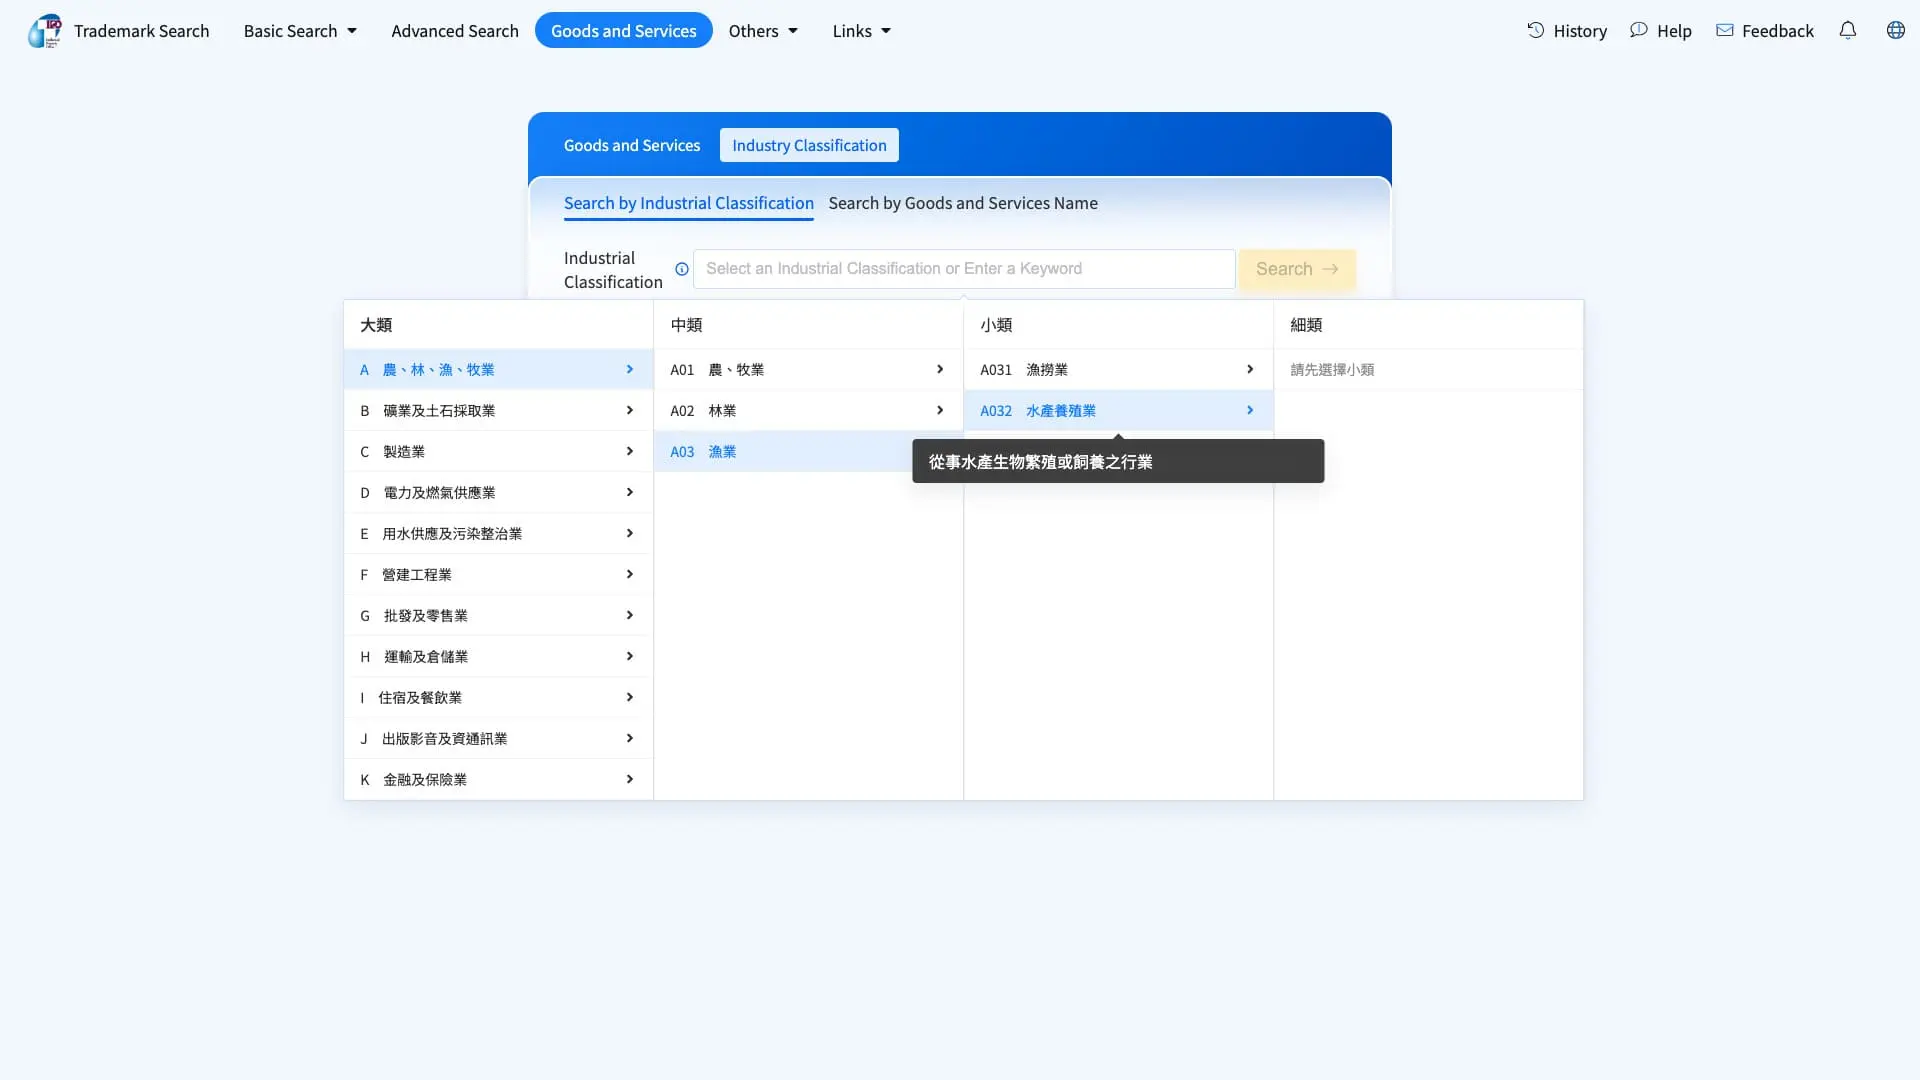 Trademark Search
Basic Search
Advanced Search
Goods and Services
Others
Links
History
Help
Feedback
Goods and Services
Industry Classification
Search by Industrial Classification
Search by Goods and Services Name
Industrial
Classification
Select an Industrial Classification or Enter a Keyword
Search
大類
A 農、林、漁、牧業
B 礦業及土石採取業
C 製造業
D 電力及燃氣供應業
E 用水供應及污染整治業
F 營建工程業
G 批發及零售業
H 運輸及倉儲業
I 住宿及餐飲業
J 出版影音及資通訊業
K 金融及保險業
中類
A01 農、牧業
A02 林業
A03 漁業
小類
A031 漁撈業
A032 水產養殖業
從事水產生物繁殖或飼養之行業
細類
請先選擇小類